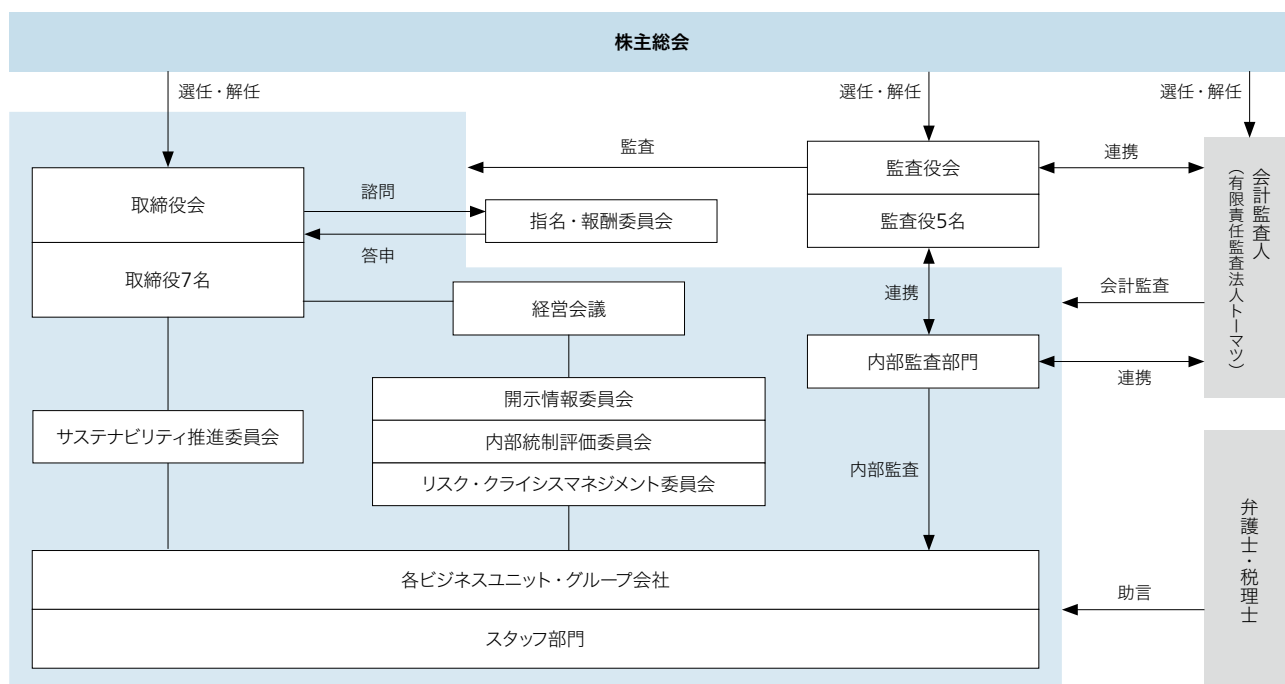 株主総会
選任・解任
選任・解任
選任・解任
監査
監査役会
監査役5名
連携
会計監査人
（有限責任監査法人トーマツ）
取締役会
取締役7名
諮問
指名・報酬委員会
答申
経営会議
連携
会計監査
内部監査部門
連携
開示情報委員会
内部統制評価委員会
リスク・クライシスマネジメント委員会
サステナビリティ推進委員会
内部監査
各ビジネスユニット・グループ会社
スタッフ部門
助言
弁護士・税理士